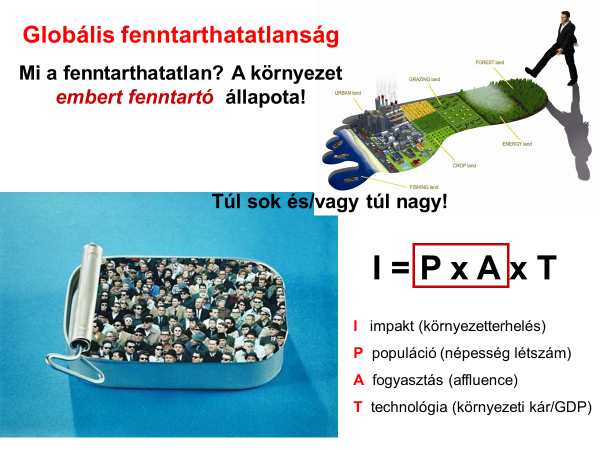 Globális fenntarthatatlanság
Mi a fenntarthatatlan? A környezet
embert fenntartó állapota!
FOREST land
GRAZING land
URBAN land
ENERGY land
CROP land
FISHING land
Túl sok és/vagy túl nagy!
I = P x A x T
I impakt (környezetterhelés)
P populáció (népesség létszám)
A fogyasztás (affluence)
T technológia (környezeti kár/GDP)